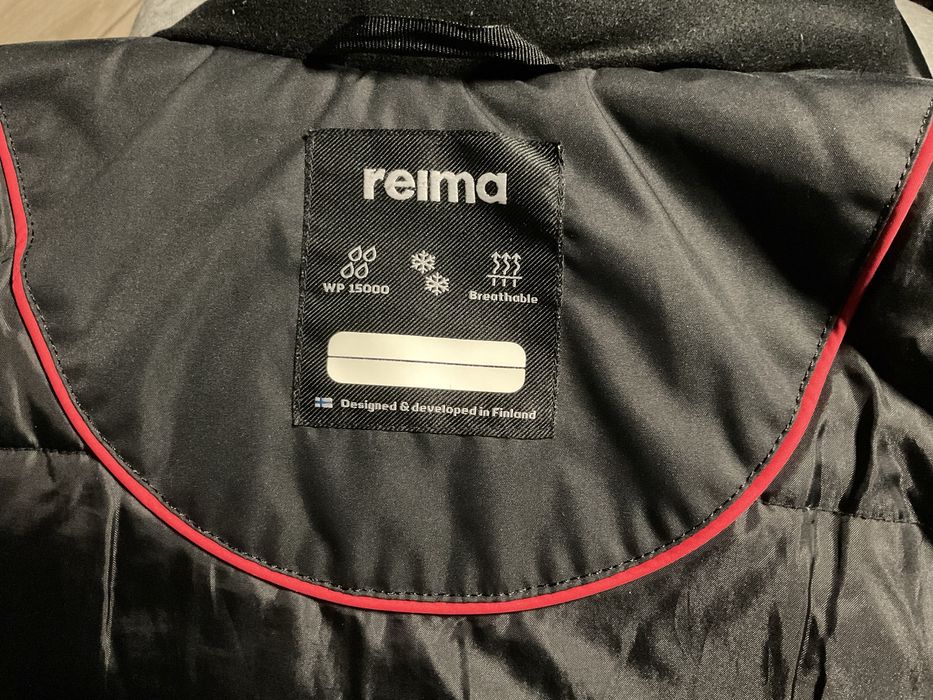 reima
WP 15000
Breathable
Designed & developed in Finland